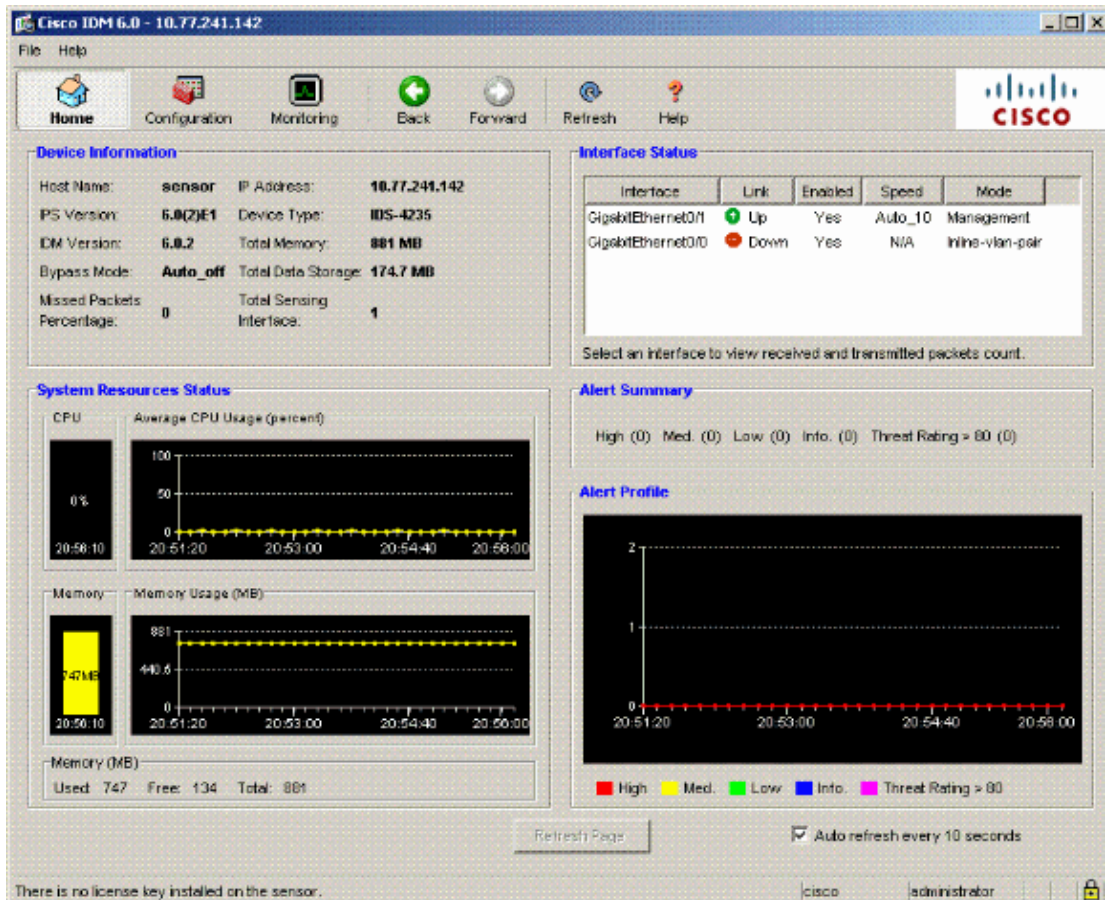 Cisco IDM 6.0 - 10.77.241.142
File Help
Home Configuration Monitoring Back Forward Refresh Help
CISCO
Device Information
Host Name: sensor IP Address: 10.77.241.142
IPS Version: 6.0(2)E1 Device Type: IDS-4235
IDM Version: 6.0.2 Total Memory: 881 MB
Bypass Mode: Auto_off Total Data Storage: 174.7 MB
Missed Packets Percentage: 0 Total Sensing Interface: 1
Interface Status
Interface Link Enabled Speed Mode
GigabitEthernet0/1 Up Yes Auto_10 Management
GigabitEthernet0/0 Down Yes N/A Inline-vlan-pair
Select an interface to view received and transmitted packets count.
System Resources Status
CPU
0%
20:56:10
Average CPU Usage (percent)
100
50
0
20:51:20 20:53:00 20:54:40 20:56:00
Memory
747MB
20:56:10
Memory Usage (MB)
881
440.5
0
20:51:20 20:53:00 20:54:40 20:56:00
Memory (MB)
Used: 747 Free: 134 Total: 881
Alert Summary
High (0) Med. (0) Low (0) Info. (0) Threat Rating > 80 (0)
Alert Profile
2
1
0
20:51:20 20:53:00 20:54:40 20:56:00
High Med. Low Info. Threat Rating > 80
Refresh Page
Auto refresh every 10 seconds
There is no license key installed on the sensor. cisco administrator